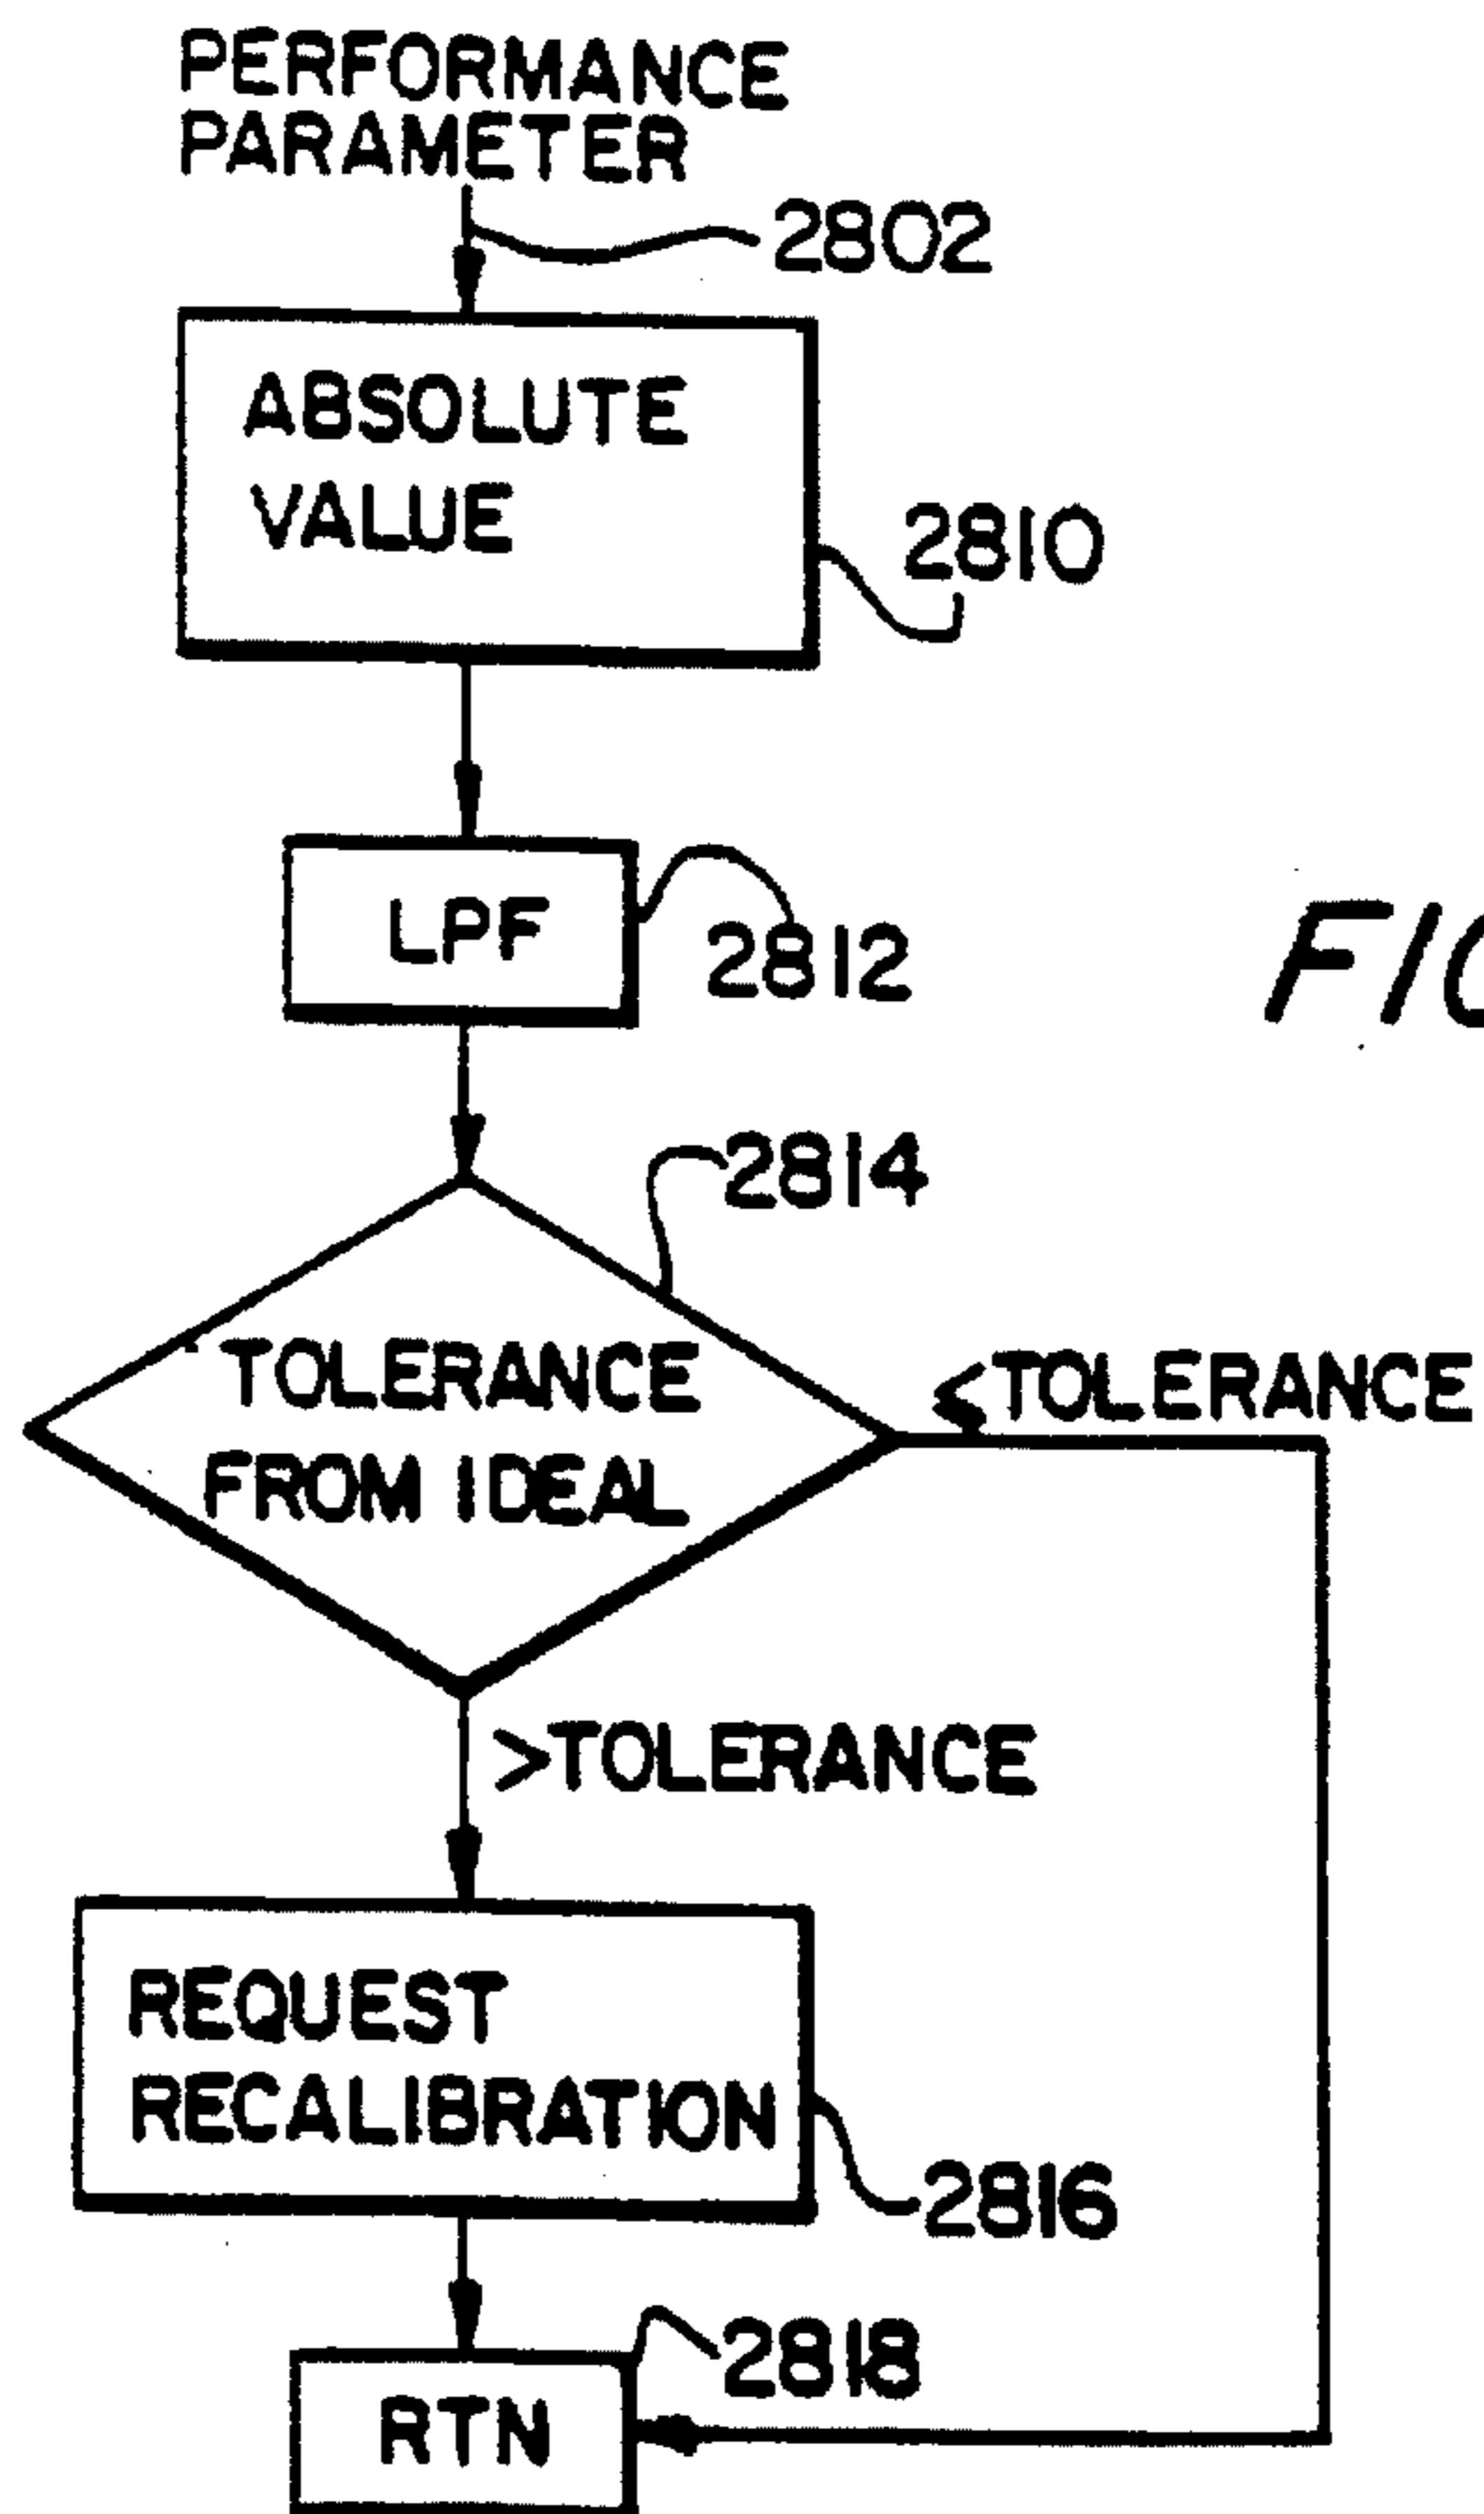 PERFORMANCE
PARAMETER
2802
ABSOLUTE
VALUE
2810
LPF
2812
2814
TOLERANCE
FROM IDEAL
<TOLERANCE
>TOLERANCE
REQUEST
RECALIBRATION
2816
2818
RTN